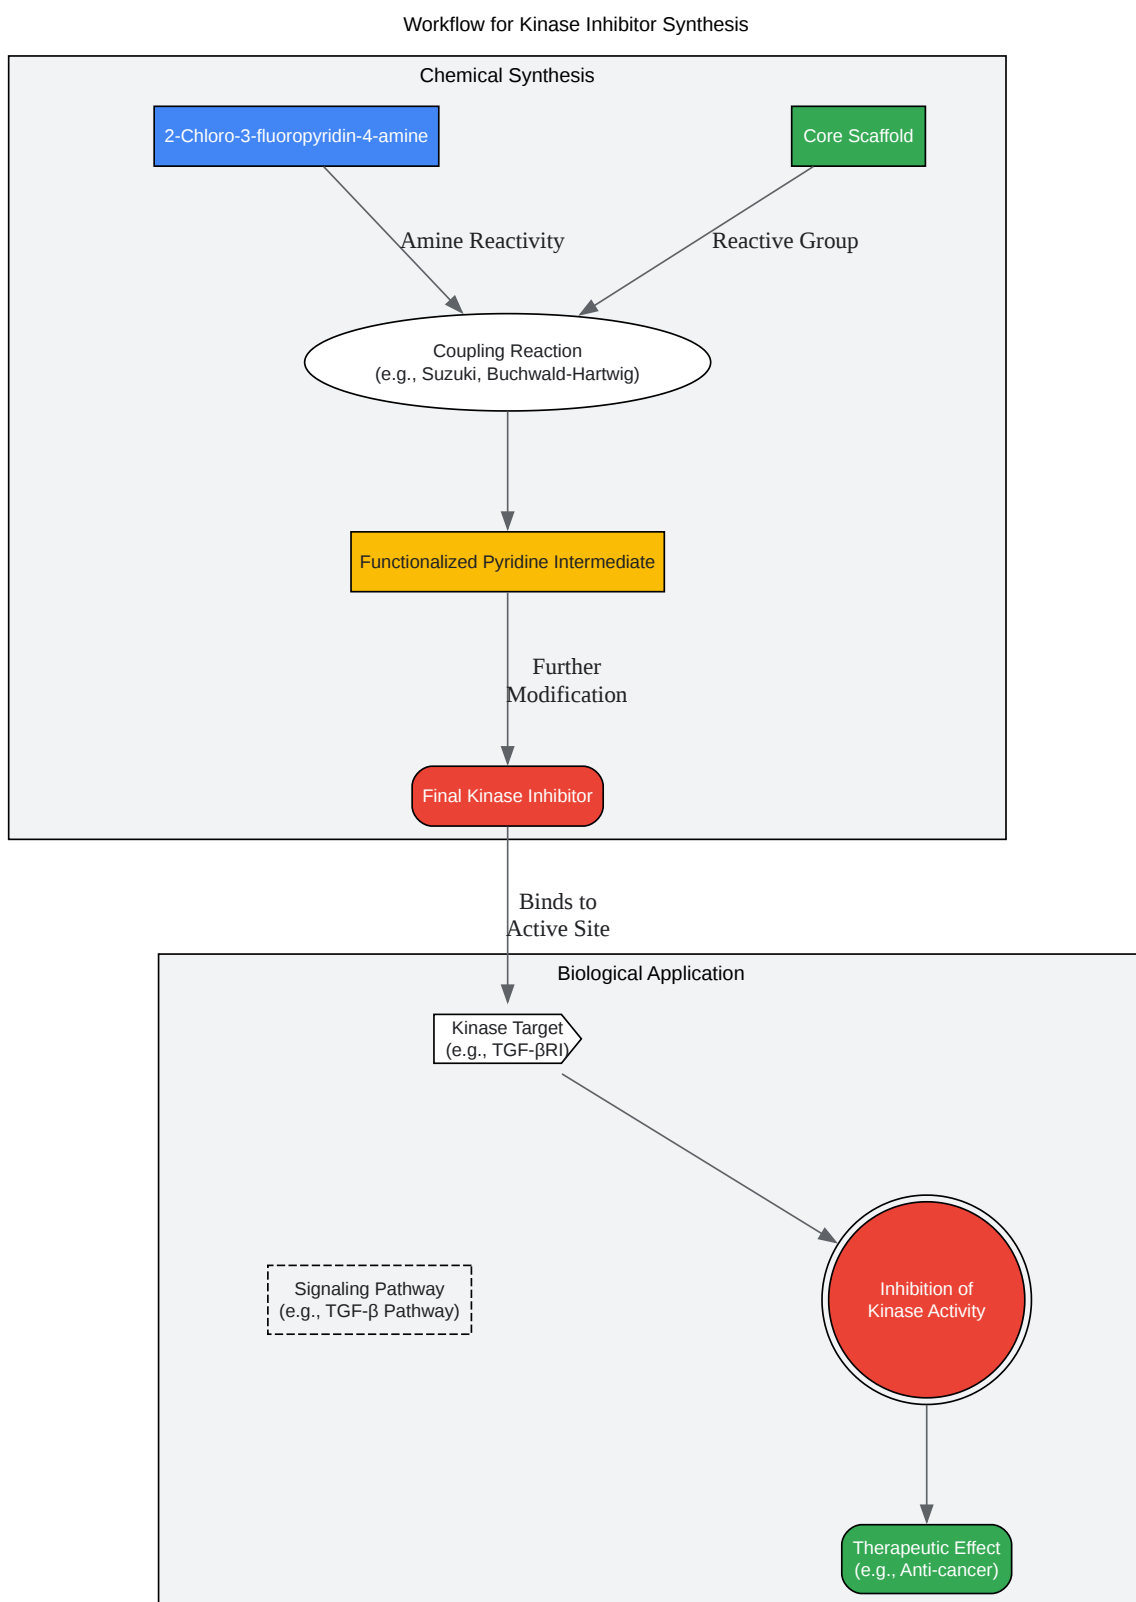 Workflow for Kinase Inhibitor Synthesis
Chemical Synthesis
2-Chloro-3-fluoropyridin-4-amine
Core Scaffold
Amine Reactivity
Reactive Group
Coupling Reaction
(e.g., Suzuki, Buchwald-Hartwig)
Functionalized Pyridine Intermediate
Further
Modification
Final Kinase Inhibitor
Binds to
Active Site
Biological Application
Kinase Target
(e.g., TGF-βRI)
Signaling Pathway
(e.g., TGF-β Pathway)
Inhibition of
Kinase Activity
Therapeutic Effect
(e.g., Anti-cancer)